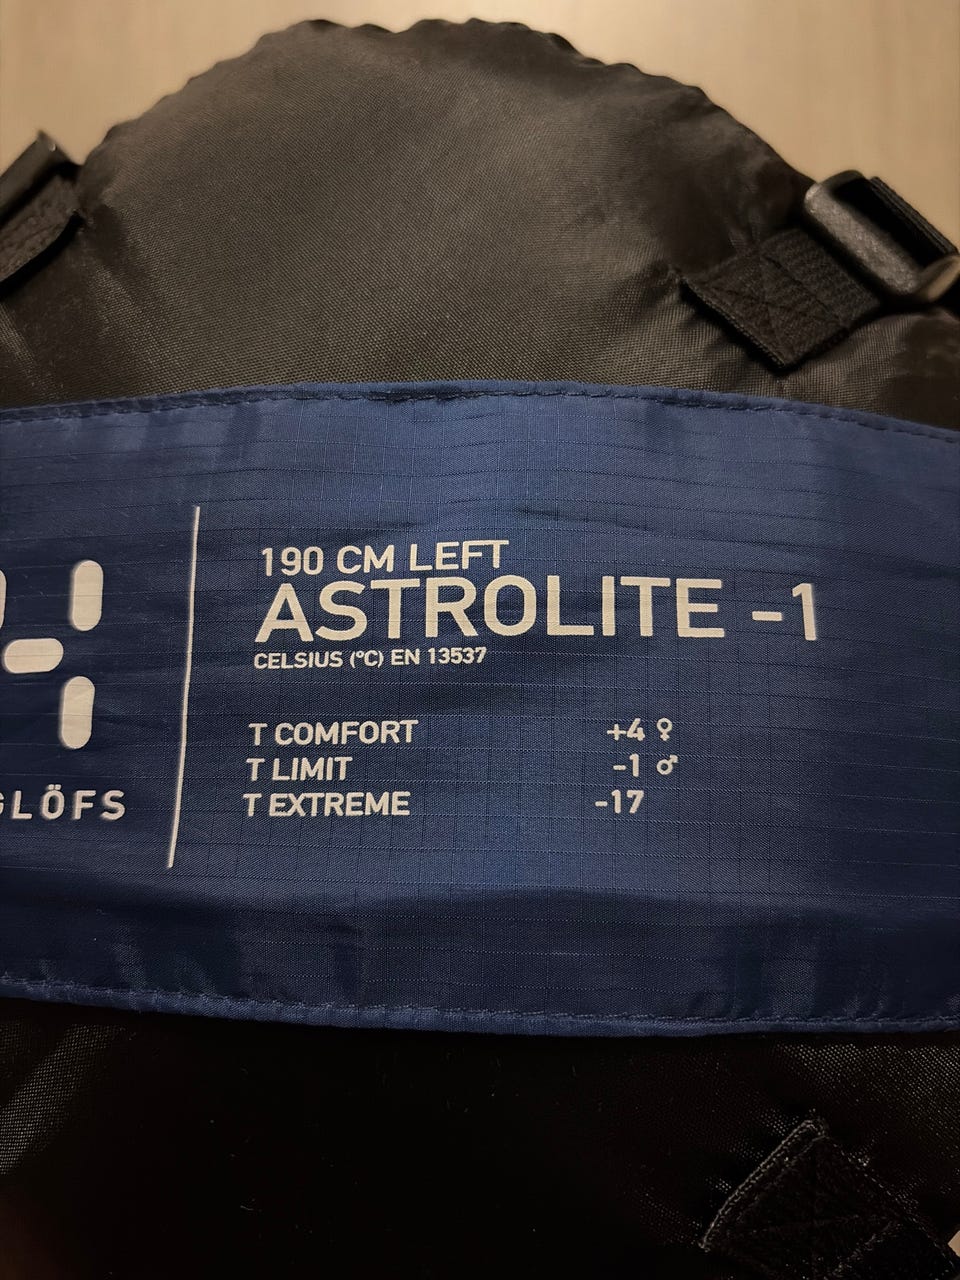 190 CM LEFT
ASTROLITE -1
CELSIUS (°C) EN 13537
T COMFORT +4 ♀
T LIMIT -1 ♂
T EXTREME -17
GLÖFS